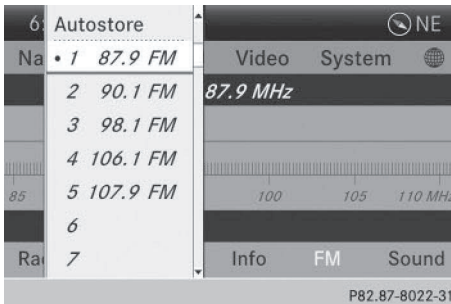 6: Autostore NE
Na • 1 87.9 FM Video System
2 90.1 FM 87.9 MHz
3 98.1 FM
4 106.1 FM
85 5 107.9 FM 100 105 110 MHz
6
Ra 7 Info FM Sound
P82.87-8022-31